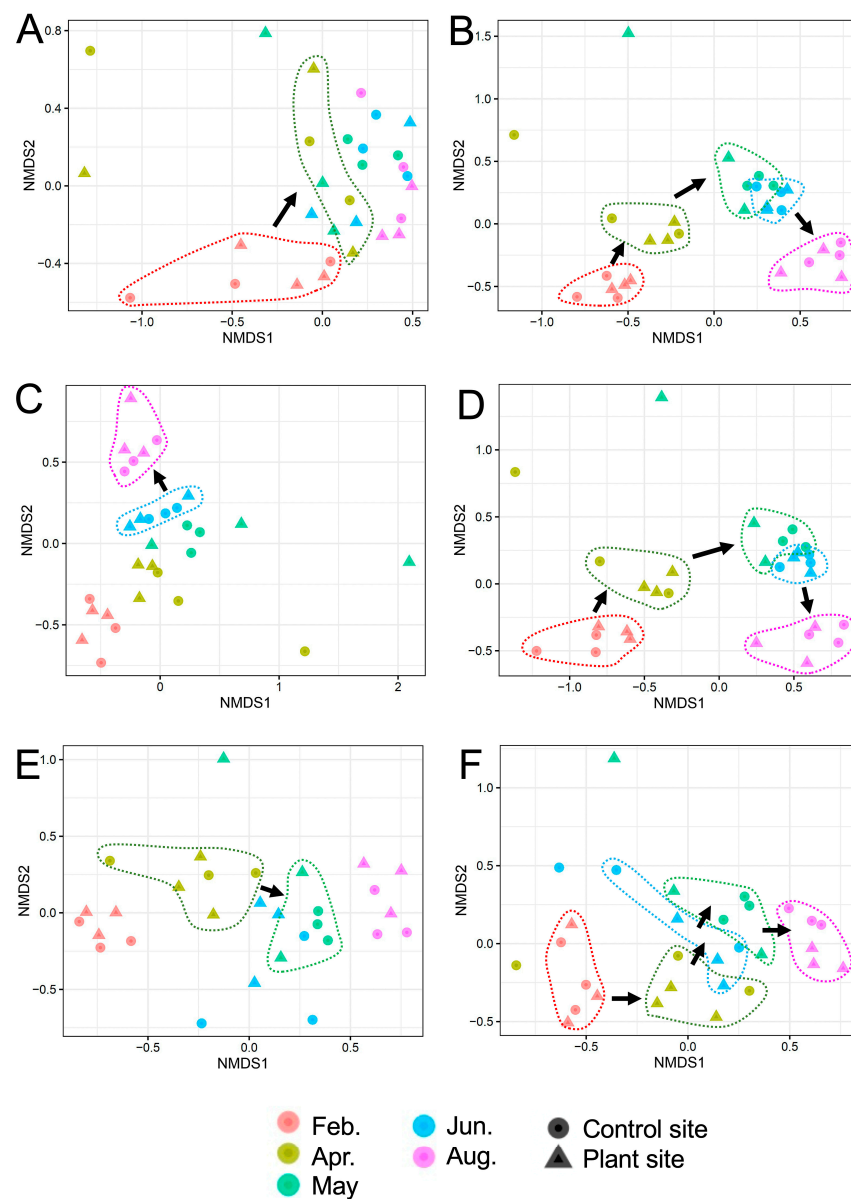 A
0.8
0.4
0.0
−0.4
NMDS2
−1.0
−0.5
0.0
0.5
NMDS1
B
1.5
1.0
0.5
0.0
−0.5
NMDS2
−1.0
−0.5
0.0
0.5
NMDS1
C
0.5
0.0
−0.5
NMDS2
0
1
2
NMDS1
D
1.0
0.5
0.0
−0.5
NMDS2
−1.0
−0.5
0.0
0.5
NMDS1
E
1.0
0.5
0.0
−0.5
NMDS2
−0.5
0.0
0.5
NMDS1
F
1.0
0.5
0.0
−0.5
NMDS2
−0.5
0.0
0.5
NMDS1
Feb.
Apr.
May
Jun.
Aug.
Control site
Plant site